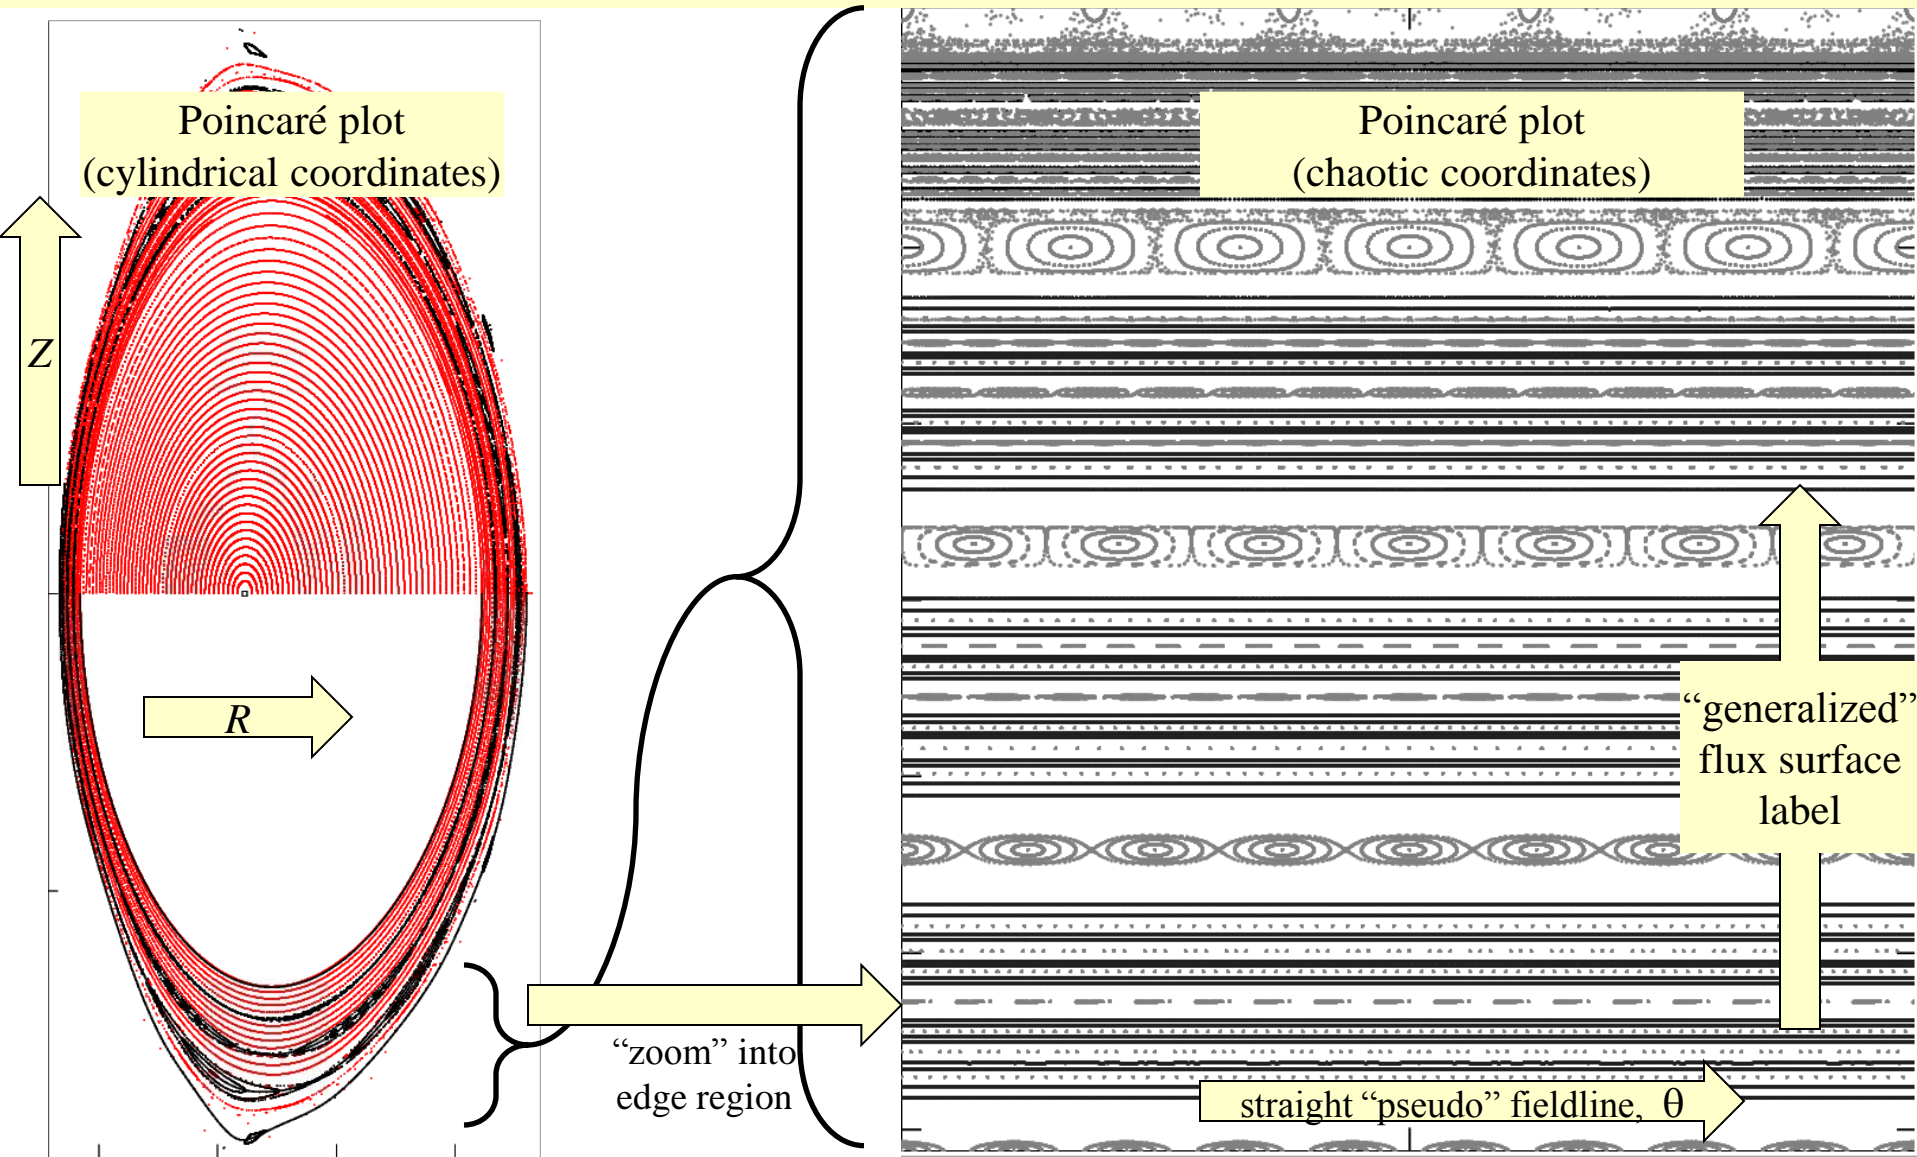 Poincaré plot
(cylindrical coordinates)
Z
R
“zoom” into
edge region
Poincaré plot
(chaotic coordinates)
“generalized”
flux surface
label
straight “pseudo” fieldline, θ